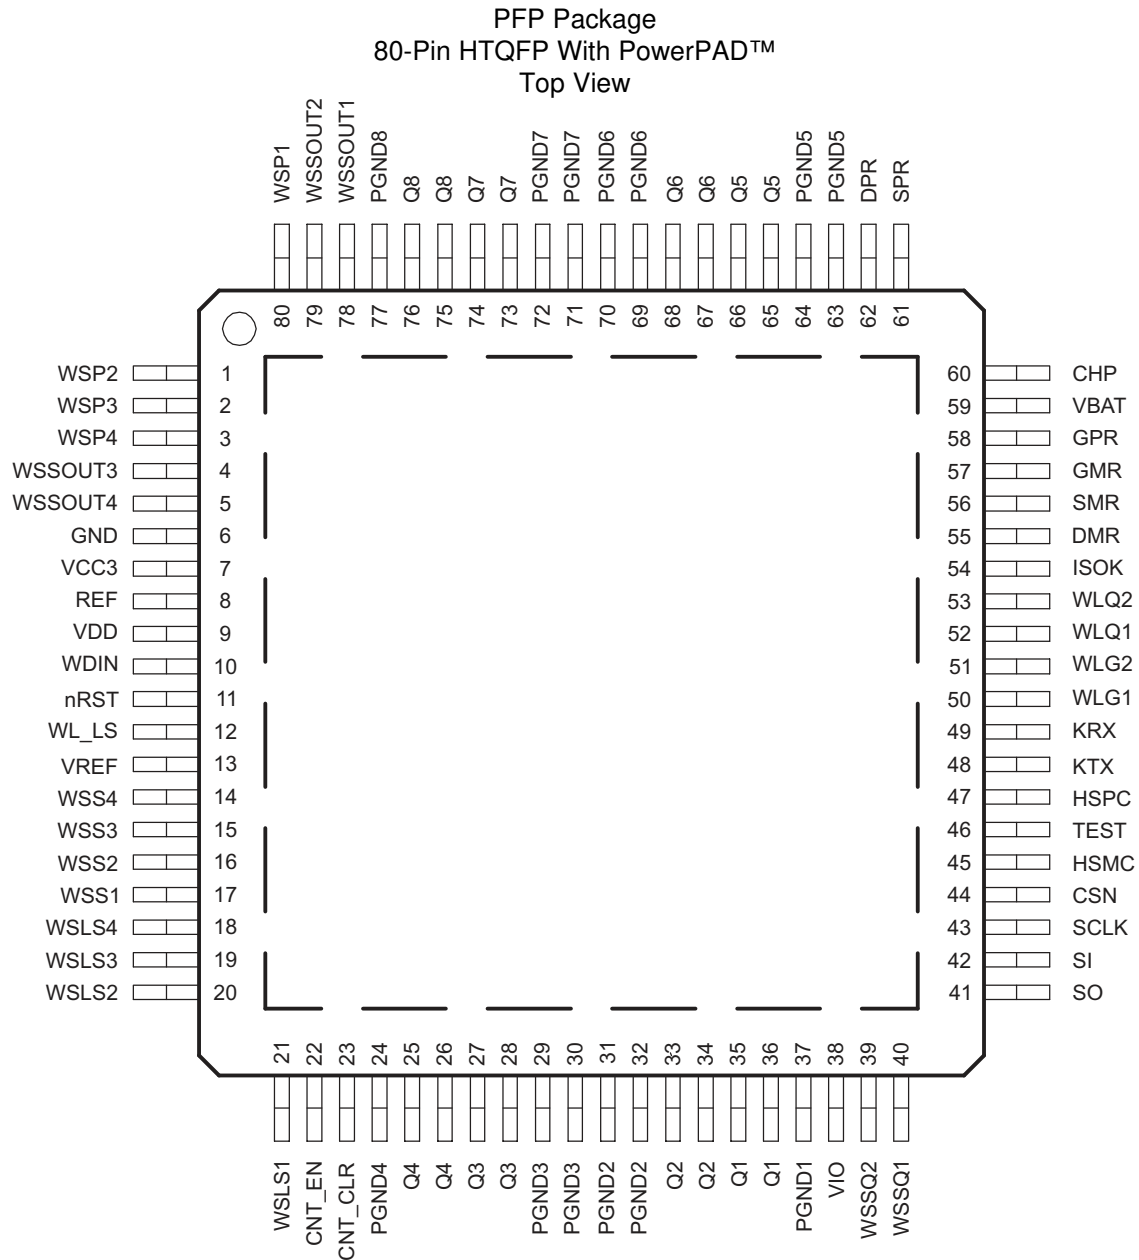 PFP Package
80-Pin HTQFP With PowerPAD™
Top View
WSP1
WSSOUT2
WSSOUT1
PGND8
Q8
Q8
Q7
Q7
PGND7
PGND7
PGND6
PGND6
Q6
Q6
Q5
Q5
PGND5
PGND5
DPR
SPR
80
79
78
77
76
75
74
73
72
71
70
69
68
67
66
65
64
63
62
61
WSP2 1
WSP3 2
WSP4 3
WSSOUT3 4
WSSOUT4 5
GND 6
VCC3 7
REF 8
VDD 9
WDIN 10
nRST 11
WL_LS 12
VREF 13
WSS4 14
WSS3 15
WSS2 16
WSS1 17
WSLS4 18
WSLS3 19
WSLS2 20
60 CHP
59 VBAT
58 GPR
57 GMR
56 SMR
55 DMR
54 ISOK
53 WLQ2
52 WLQ1
51 WLG2
50 WLG1
49 KRX
48 KTX
47 HSPC
46 TEST
45 HSMC
44 CSN
43 SCLK
42 SI
41 SO
21
22
23
24
25
26
27
28
29
30
31
32
33
34
35
36
37
38
39
40
WSLS1
CNT_EN
CNT_CLR
PGND4
Q4
Q4
Q3
Q3
PGND3
PGND3
PGND2
PGND2
Q2
Q2
Q1
Q1
PGND1
VIO
WSSQ2
WSSQ1